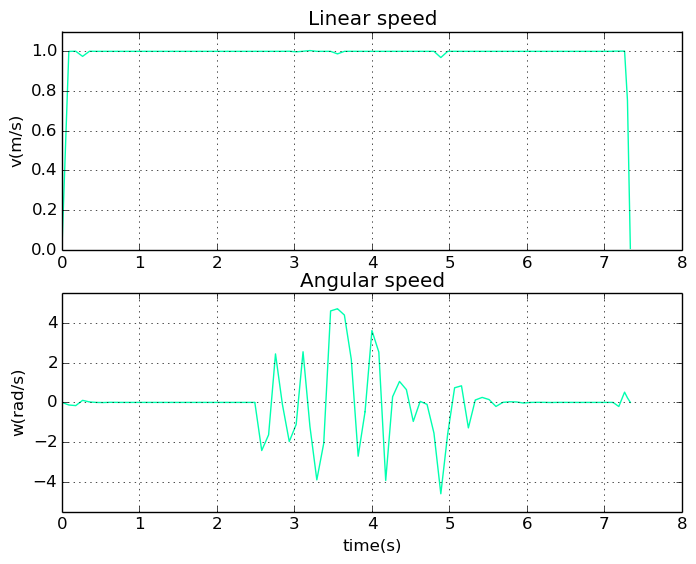 Linear speed
v(m/s)
1.0
0.8
0.6
0.4
0.2
0.0
0 1 2 3 4 5 6 7 8
Angular speed
w(rad/s)
4
2
0
−2
−4
0 1 2 3 4 5 6 7 8
time(s)